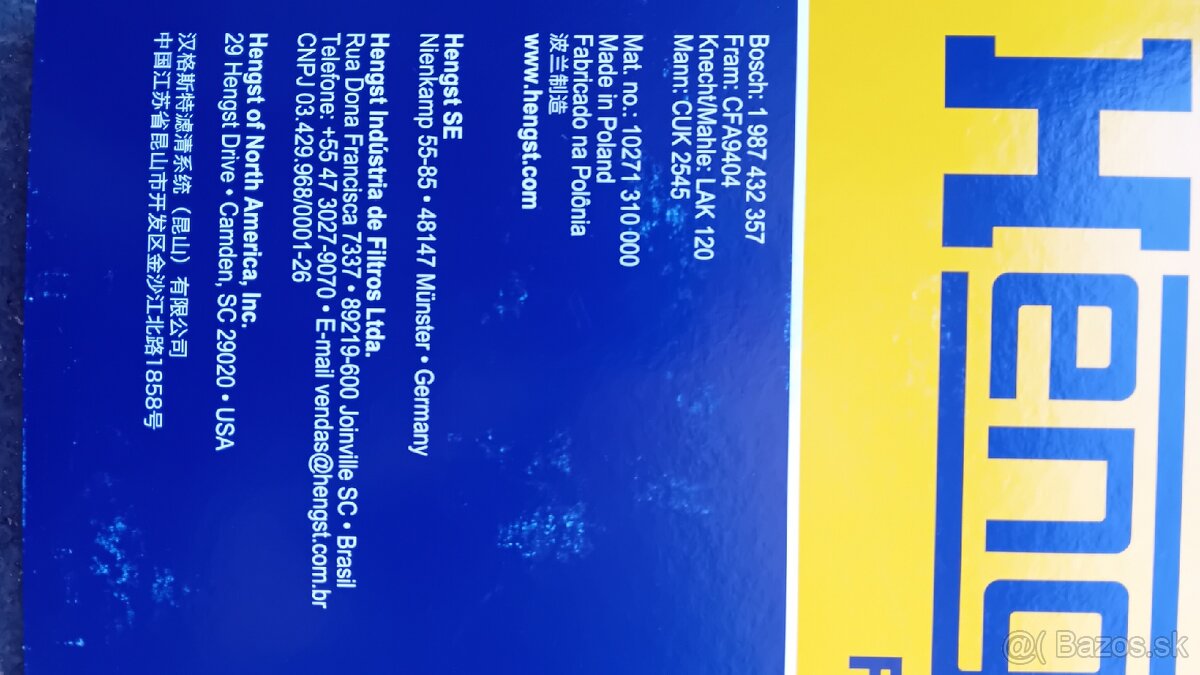 Heng
F
Bosch: 1 987 432 357
Fram: CFA9404
Knecht/Mahle: LAK 120
Mann: CUK 2545
Mat. no.: 10271 310 000
Made in Poland
Fabricado na Polônia
波兰制造
www.hengst.com
Hengst SE
Nienkamp 55-85 • 48147 Münster • Germany
Hengst Indústria de Filtros Ltda.
Rua Dona Francisca 7337 • 89219-600 Joinville SC • Brasil
Telefone: +55 47 3027-9070 • E-mail vendas@hengst.com.br
CNPJ 03.429.968/0001-26
Hengst of North America, Inc.
29 Hengst Drive • Camden, SC 29020 • USA
汉格斯特滤清系统（昆山）有限公司
中国江苏省昆山市开发区金沙江北路1858号
@( Bazos.sk